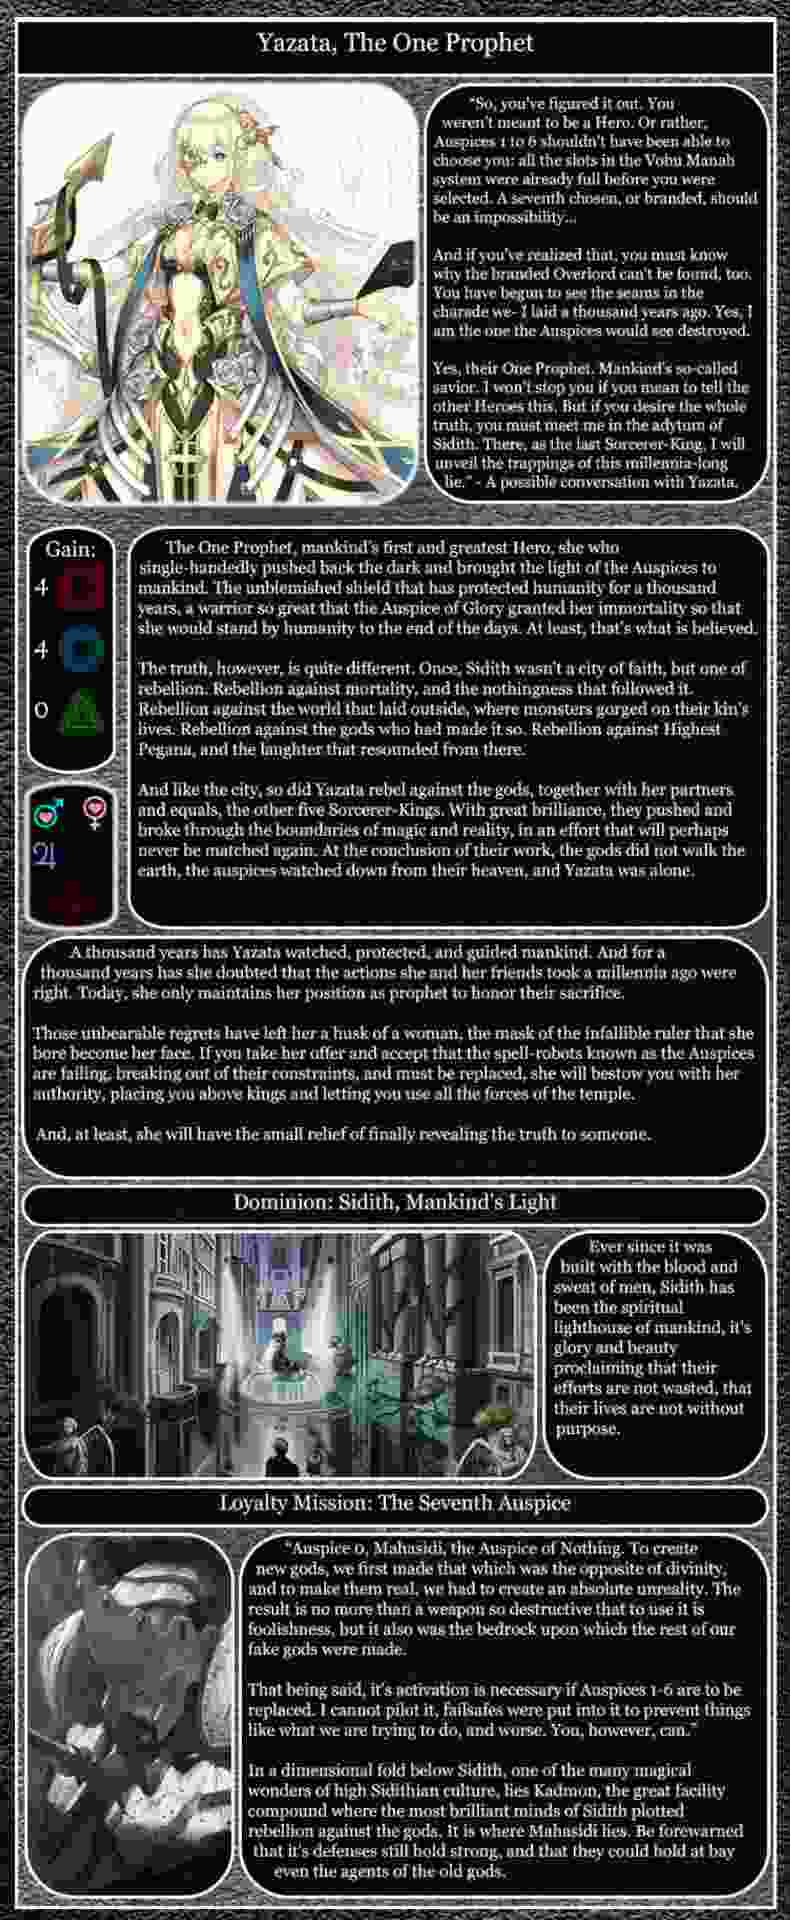 Yazata, The One Prophet
"So, you've figured it out. You
weren't meant to be a Hero. Or rather,
Auspices 1 to 6 shouldn't have been able to
choose you: all the slots in the Vohu Manah
system were already full before you were
selected. A seventh chosen, or branded, should
be an impossibility...
And if you've realized that, you must know
why the branded Overlord can't be found, too.
You have begun to see the seams in the
charade we- I laid a thousand years ago. Yes, I
am the one the Auspices would see destroyed.
Yes, their One Prophet. Mankind's so-called
savior. I won't stop you if you mean to tell the
other Heroes this. But if you desire the whole
truth, you must meet me in the adytum of
Sidith. There, as the last Sorcerer-King, I will
unveil the trappings of this millennia-long
lie." - A possible conversation with Yazata.
Gain:
4
4
0
The One Prophet, mankind's first and greatest Hero, she who
single-handedly pushed back the dark and brought the light of the Auspices to
mankind. The unblemished shield that has protected humanity for a thousand
years, a warrior so great that the Auspice of Glory granted her immortality so that
she would stand by humanity to the end of the days. At least, that's what is believed.
The truth, however, is quite different. Once, Sidith wasn't a city of faith, but one of
rebellion. Rebellion against mortality, and the nothingness that followed it.
Rebellion against the world that laid outside, where monsters gorged on their kin's
lives. Rebellion against the gods who had made it so. Rebellion against Highest
Pegana, and the laughter that resounded from there.
And like the city, so did Yazata rebel against the gods, together with her partners
and equals, the other five Sorcerer-Kings. With great brilliance, they pushed and
broke through the boundaries of magic and reality, in an effort that will perhaps
never be matched again. At the conclusion of their work, the gods did not walk the
earth, the auspices watched down from their heaven, and Yazata was alone.
A thousand years has Yazata watched, protected, and guided mankind. And for a
thousand years has she doubted that the actions she and her friends took a millennia ago were
right. Today, she only maintains her position as prophet to honor their sacrifice.
Those unbearable regrets have left her a husk of a woman, the mask of the infallible ruler that she
bore become her face. If you take her offer and accept that the spell-robots known as the Auspices
are failing, breaking out of their constraints, and must be replaced, she will bestow you with her
authority, placing you above kings and letting you use all the forces of the temple.
And, at least, she will have the small relief of finally revealing the truth to someone.
Dominion: Sidith, Mankind's Light
Ever since it was
built with the blood and
sweat of men, Sidith has
been the spiritual
lighthouse of mankind, it's
glory and beauty
proclaiming that their
efforts are not wasted, that
their lives are not without
purpose.
Loyalty Mission: The Seventh Auspice
"Auspice 0, Mahasidi, the Auspice of Nothing. To create
new gods, we first made that which was the opposite of divinity,
and to make them real, we had to create an absolute unreality. The
result is no more than a weapon so destructive that to use it is
foolishness, but it also was the bedrock upon which the rest of our
fake gods were made.
That being said, it's activation is necessary if Auspices 1-6 are to be
replaced. I cannot pilot it, failsafes were put into it to prevent things
like what we are trying to do, and worse. You, however, can."
In a dimensional fold below Sidith, one of the many magical
wonders of high Sidithian culture, lies Kadmon, the great facility
compound where the most brilliant minds of Sidith plotted
rebellion against the gods. It is where Mahasidi lies. Be forewarned
that it's defenses still hold strong, and that they could hold at bay
even the agents of the old gods.